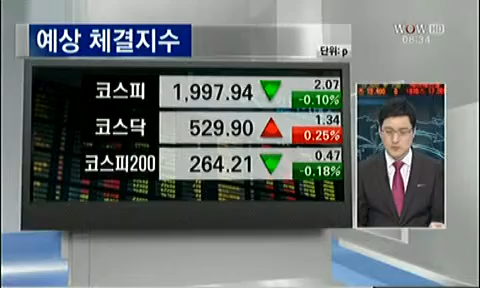 예상 체결지수
WOW HD
08:34
단위: p
코스피 1,997.94 ▼ 2.07
-0.10%
코스닥 529.90 ▲ 1.34
0.25%
코스피200 264.21 ▼ 0.47
-0.18%